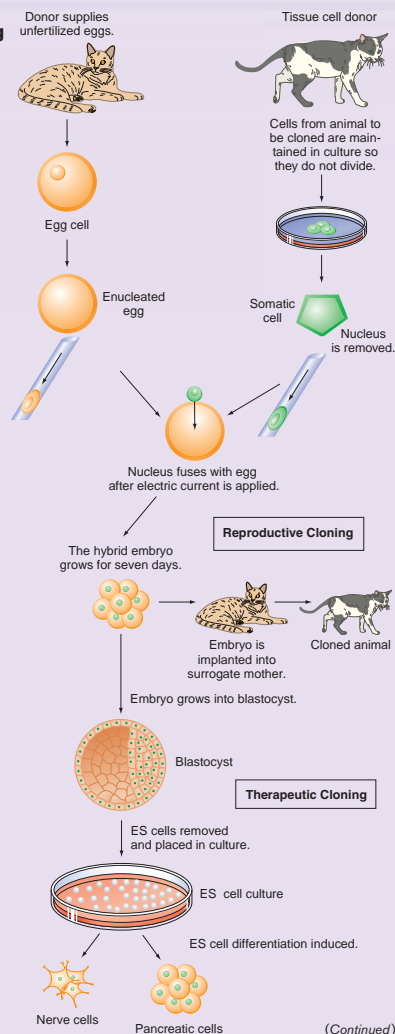 g
Donor supplies
unfertilized eggs.
Tissue cell donor
Cells from animal to
be cloned are main-
tained in culture so
they do not divide.
Egg cell
Enucleated
egg
Somatic
cell
Nucleus
is removed.
Nucleus fuses with egg
after electric current is applied.
Reproductive Cloning
The hybrid embryo
grows for seven days.
Embryo is
implanted into
surrogate mother.
Cloned animal
Embryo grows into blastocyst.
Blastocyst
Therapeutic Cloning
ES cells removed
and placed in culture.
ES cell culture
ES cell differentiation induced.
Nerve cells
Pancreatic cells
(Continued)